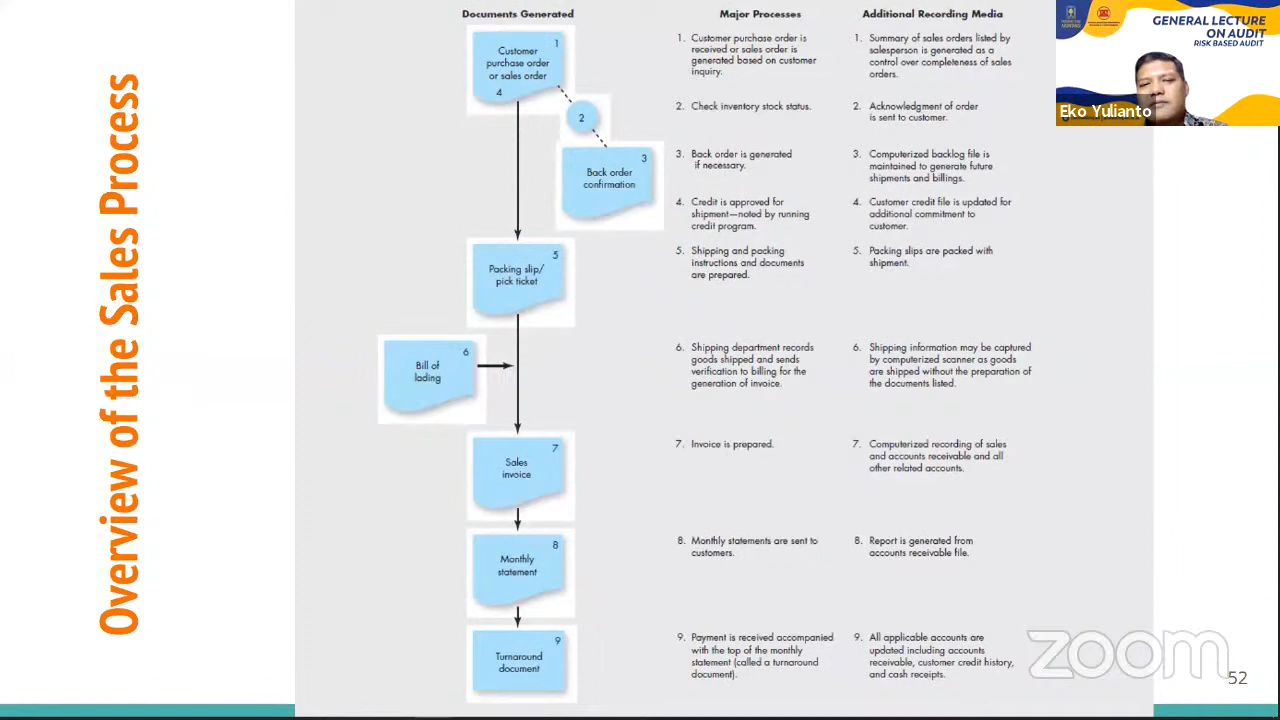 Overview of the Sales Process
Documents Generated
1
Customer
purchase order
or sales order
4
2
3
Back order
confirmation
5
Packing slip/
pick ticket
6
Bill of
lading
7
Sales
invoice
8
Monthly
statement
9
Turnaround
document
Major Processes
1. Customer purchase order is
received or sales order is
generated based on customer
inquiry.
2. Check inventory stock status.
3. Back order is generated
if necessary.
4. Credit is approved for
shipment—noted by running
credit program.
5. Shipping and packing
instructions and documents
are prepared.
6. Shipping department records
goods shipped and sends
verification to billing for the
generation of invoice.
7. Invoice is prepared.
8. Monthly statements are sent to
customers.
9. Payment is received accompanied
with the top of the monthly
statement (called a turnaround
document).
Additional Recording Media
1. Summary of sales orders listed by
salesperson is generated as a
control over completeness of sales
orders.
2. Acknowledgment of order
is sent to customer.
3. Computerized backlog file is
maintained to generate future
shipments and billings.
4. Customer credit file is updated for
additional commitment to
customer.
5. Packing slips are packed with
shipment.
6. Shipping information may be captured
by computerized scanner as goods
are shipped without the preparation of
the documents listed.
7. Computerized recording of sales
and accounts receivable and all
other related accounts.
8. Report is generated from
accounts receivable file.
9. All applicable accounts are
updated including accounts
receivable, customer credit history,
and cash receipts.
GENERAL LECTURE
ON AUDIT
RISK BASED AUDIT
Eko Yulianto
zoom
52